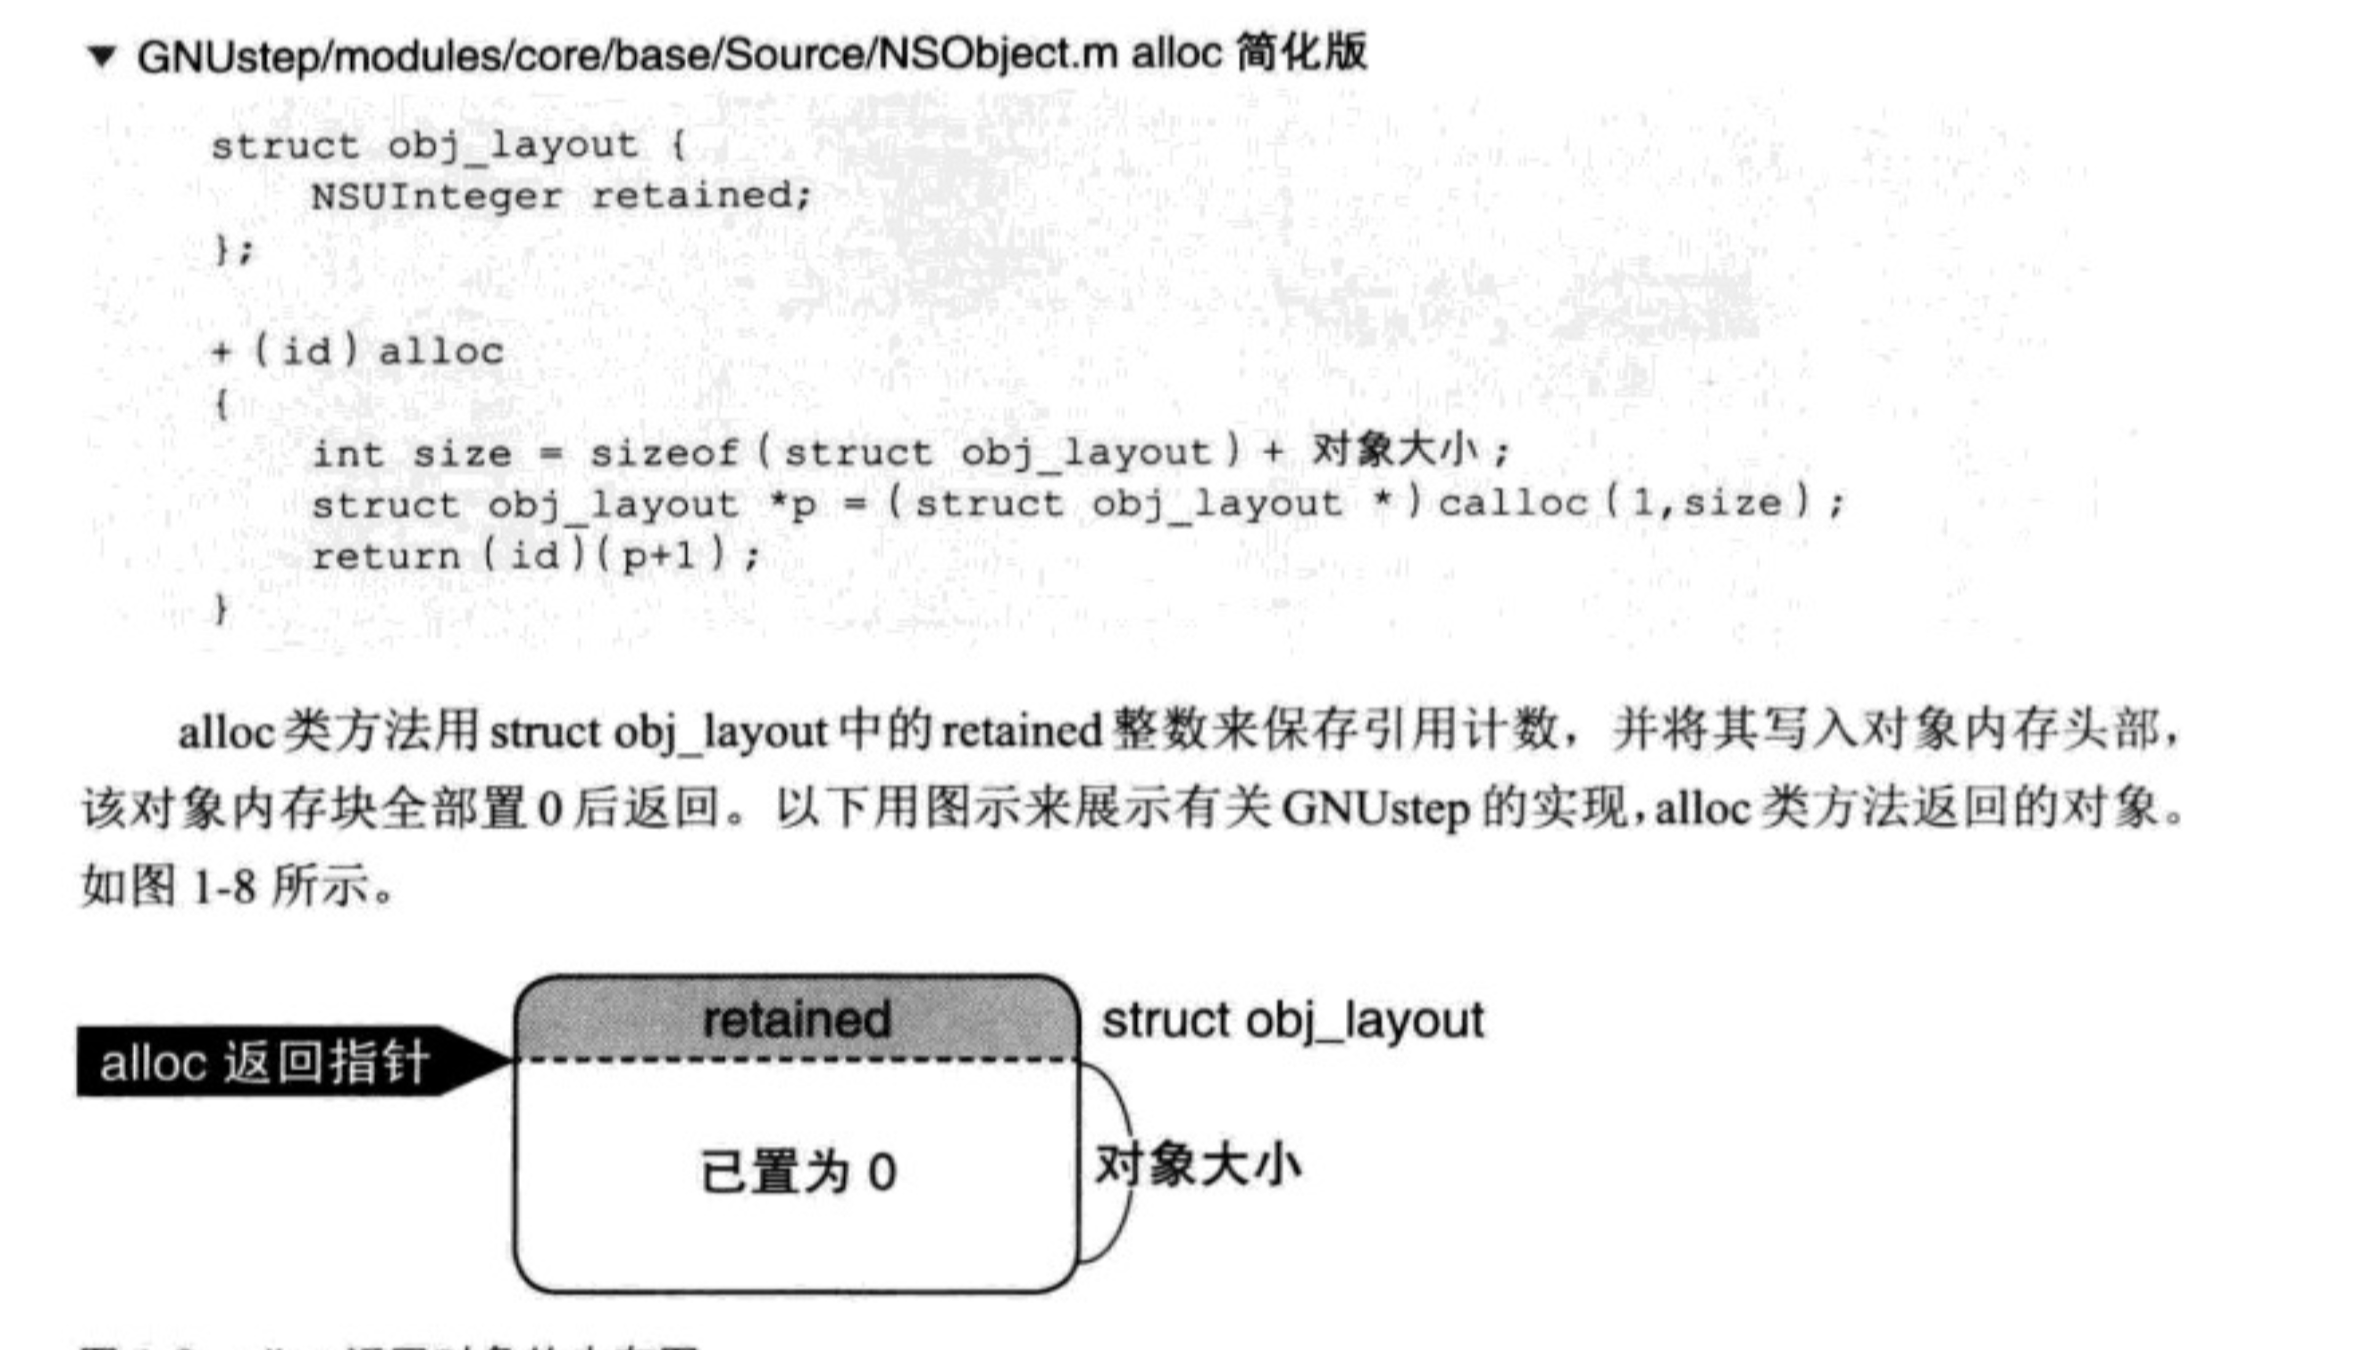 ▼ GNUstep/modules/core/base/Source/NSObject.m alloc 简化版
struct obj_layout {
    NSUInteger retained;
};
+ (id) alloc
{
    int size = sizeof (struct obj_layout) + 对象大小;
    struct obj_layout *p = (struct obj_layout *) calloc (1,size);
    return (id)(p+1);
}
alloc类方法用struct obj_layout中的retained整数来保存引用计数，并将其写入对象内存头部，
该对象内存块全部置0后返回。以下用图示来展示有关GNUstep的实现,alloc类方法返回的对象。
如图 1-8 所示。
retained
struct obj_layout
alloc 返回指针
已置为 0
对象大小